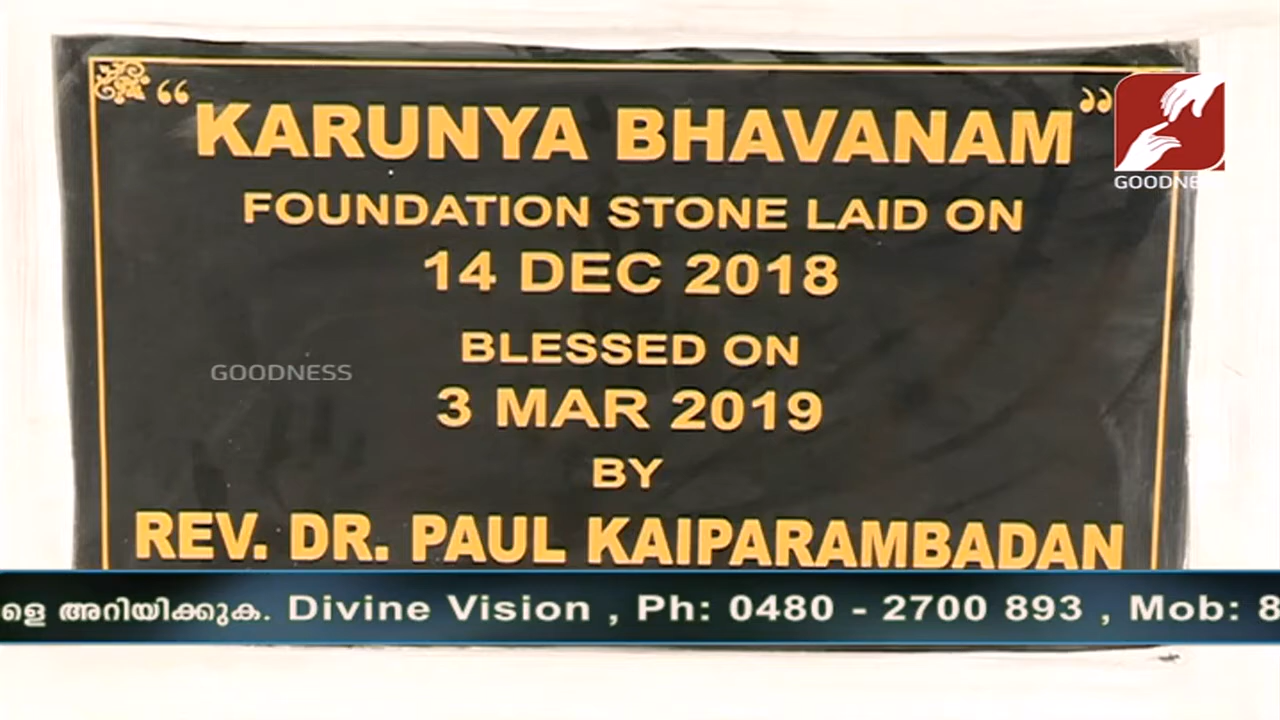 “KARUNYA BHAVANAM”
GOODNESS
FOUNDATION STONE LAID ON
14 DEC 2018
BLESSED ON
GOODNESS
3 MAR 2019
BY
REV. DR. PAUL KAIPARAMBADAN
ളെ അറിയിക്കുക. Divine Vision , Ph: 0480 - 2700 893 , Mob: 8